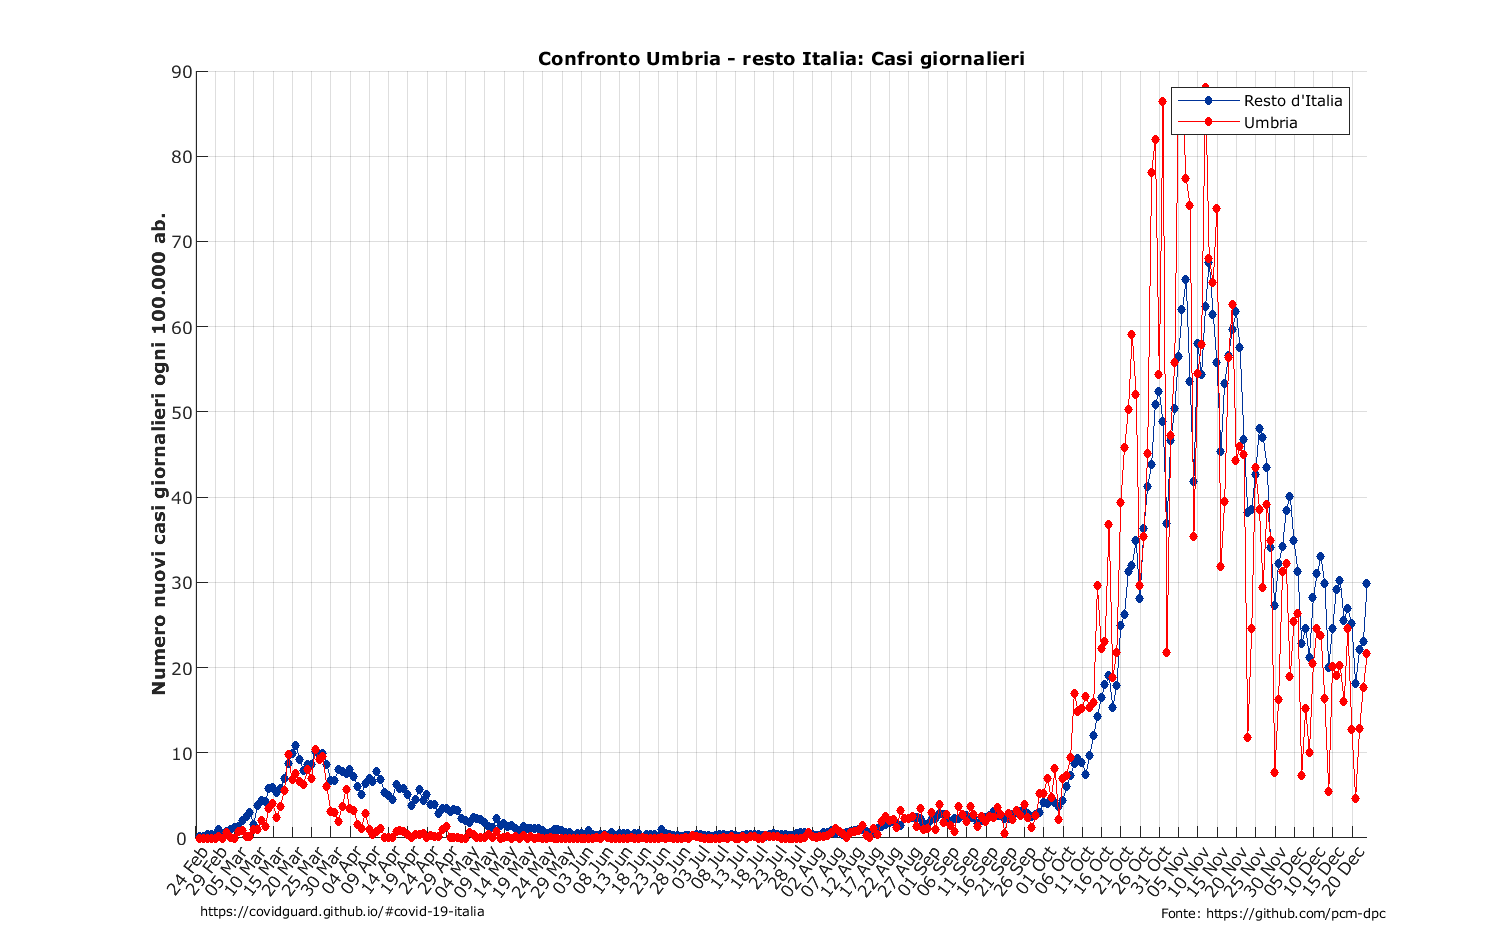 Confronto Umbria - resto Italia: Casi giornalieri
Numero nuovi casi giornalieri ogni 100.000 ab.
90
80
70
60
50
40
30
20
10
0
Resto d'Italia
Umbria
24 Feb
29 Feb
05 Mar
10 Mar
15 Mar
20 Mar
25 Mar
30 Mar
04 Apr
09 Apr
14 Apr
19 Apr
24 Apr
29 Apr
04 May
09 May
14 May
19 May
24 May
29 May
03 Jun
08 Jun
13 Jun
18 Jun
23 Jun
28 Jun
03 Jul
08 Jul
13 Jul
18 Jul
23 Jul
28 Jul
02 Aug
07 Aug
12 Aug
17 Aug
22 Aug
27 Aug
01 Sep
06 Sep
11 Sep
16 Sep
21 Sep
26 Sep
01 Oct
06 Oct
11 Oct
16 Oct
21 Oct
26 Oct
31 Oct
05 Nov
10 Nov
15 Nov
20 Nov
25 Nov
30 Nov
05 Dec
10 Dec
15 Dec
20 Dec
https://covidguard.github.io/#covid-19-italia
Fonte: https://github.com/pcm-dpc